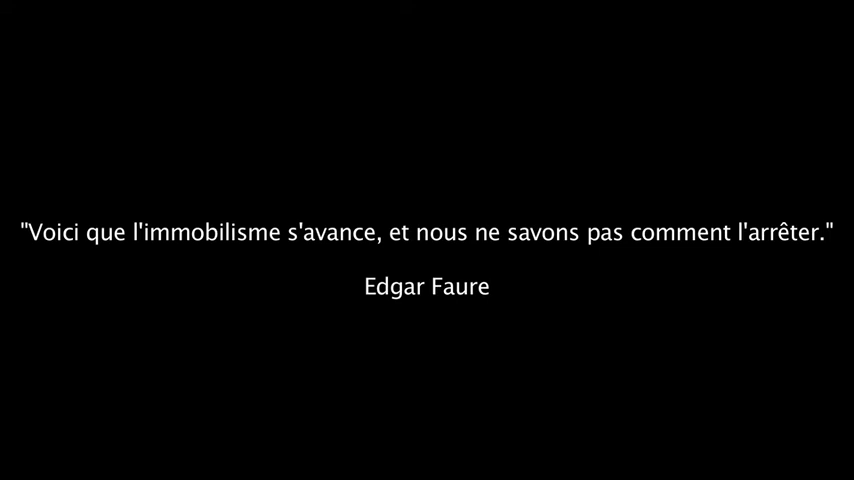 "Voici que l'immobilisme s'avance, et nous ne savons pas comment l'arrêter."
Edgar Faure